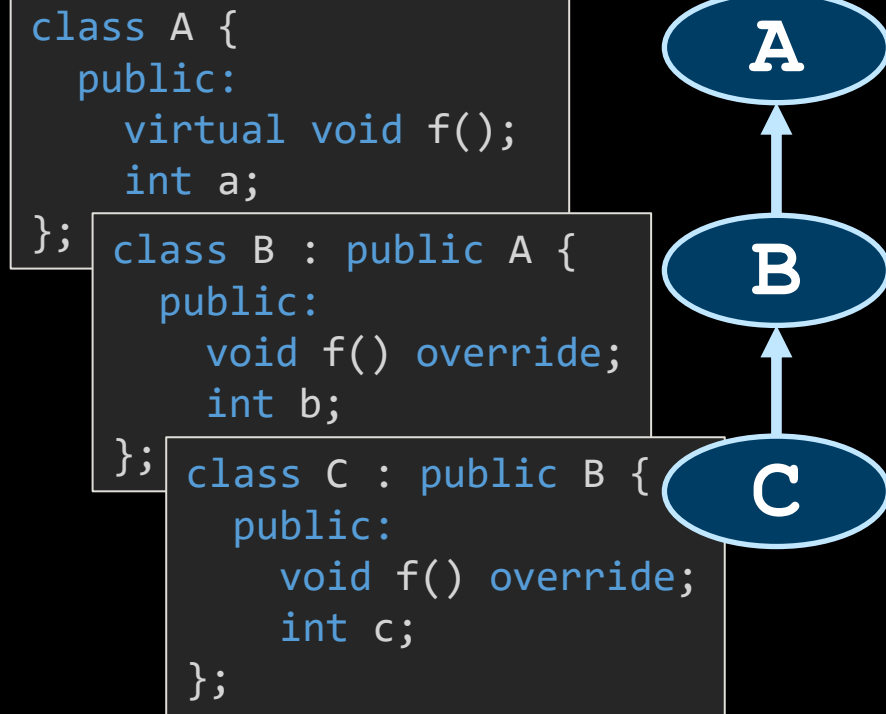 class A {
  public:
    virtual void f();
    int a;
};
class B : public A {
  public:
    void f() override;
    int b;
};
class C : public B {
  public:
    void f() override;
    int c;
};
A
B
C